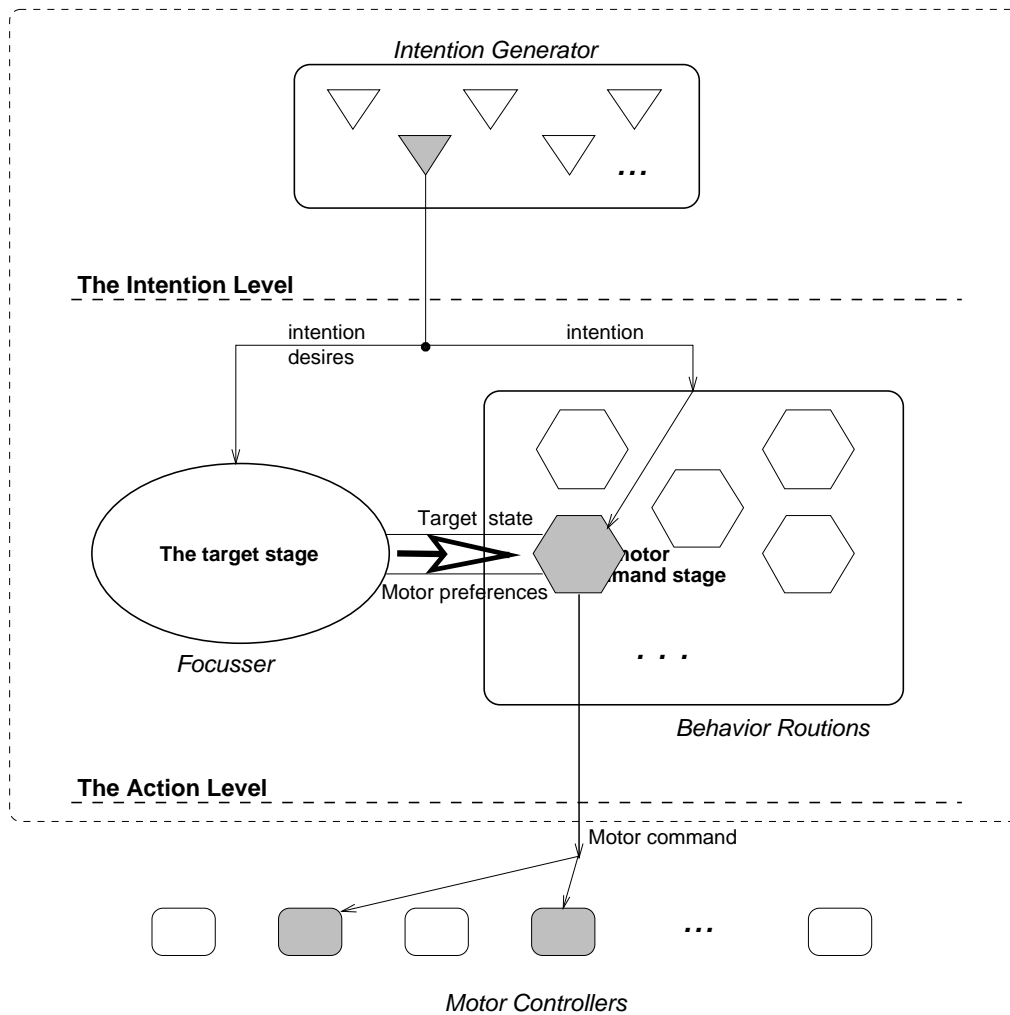 Intention Generator
...
The Intention Level
intention
desires
intention
Target state
The target stage
motor
mand stage
Motor preferences
Focusser
. . .
Behavior Routions
The Action Level
Motor command
...
Motor Controllers